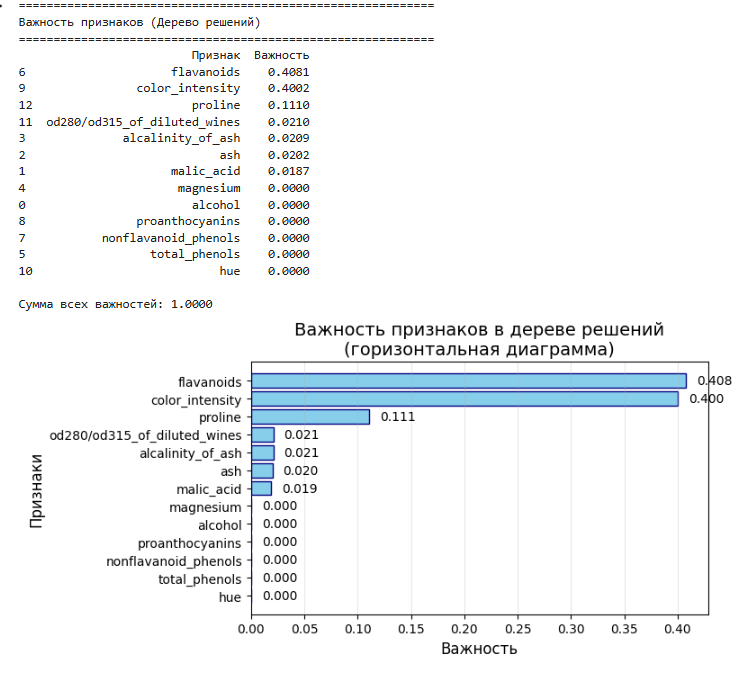 ============================================================
Важность признаков (Дерево решений)
============================================================
Признак Важность
6 flavanoids 0.4081
9 color_intensity 0.4002
12 proline 0.1110
11 od280/od315_of_diluted_wines 0.0210
3 alcalinity_of_ash 0.0209
2 ash 0.0202
1 malic_acid 0.0187
4 magnesium 0.0000
0 alcohol 0.0000
8 proanthocyanins 0.0000
7 nonflavanoid_phenols 0.0000
5 total_phenols 0.0000
10 hue 0.0000
Сумма всех важностей: 1.0000
Важность признаков в дереве решений
(горизонтальная диаграмма)
Признаки
flavanoids 0.408
color_intensity 0.400
proline 0.111
od280/od315_of_diluted_wines 0.021
alcalinity_of_ash 0.021
ash 0.020
malic_acid 0.019
magnesium 0.000
alcohol 0.000
proanthocyanins 0.000
nonflavanoid_phenols 0.000
total_phenols 0.000
hue 0.000
0.00 0.05 0.10 0.15 0.20 0.25 0.30 0.35 0.40
Важность